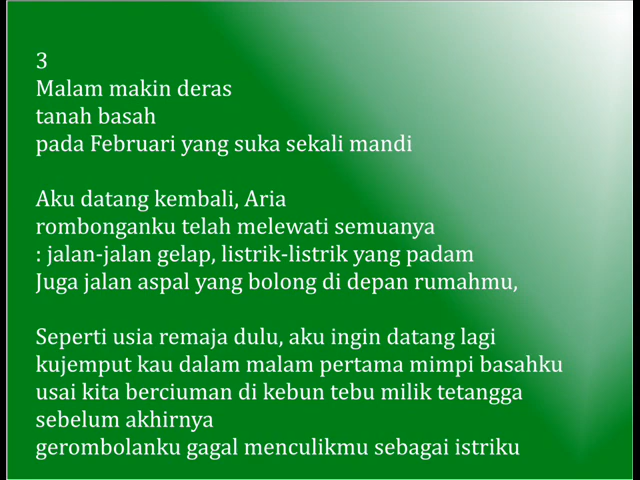 3
Malam makin deras
tanah basah
pada Februari yang suka sekali mandi
Aku datang kembali, Aria
rombonganku telah melewati semuanya
: jalan-jalan gelap, listrik-listrik yang padam
Juga jalan aspal yang bolong di depan rumahmu,
Seperti usia remaja dulu, aku ingin datang lagi
kujemput kau dalam malam pertama mimpi basahku
usai kita berciuman di kebun tebu milik tetangga
sebelum akhirnya
gerombolanku gagal menculikmu sebagai istriku